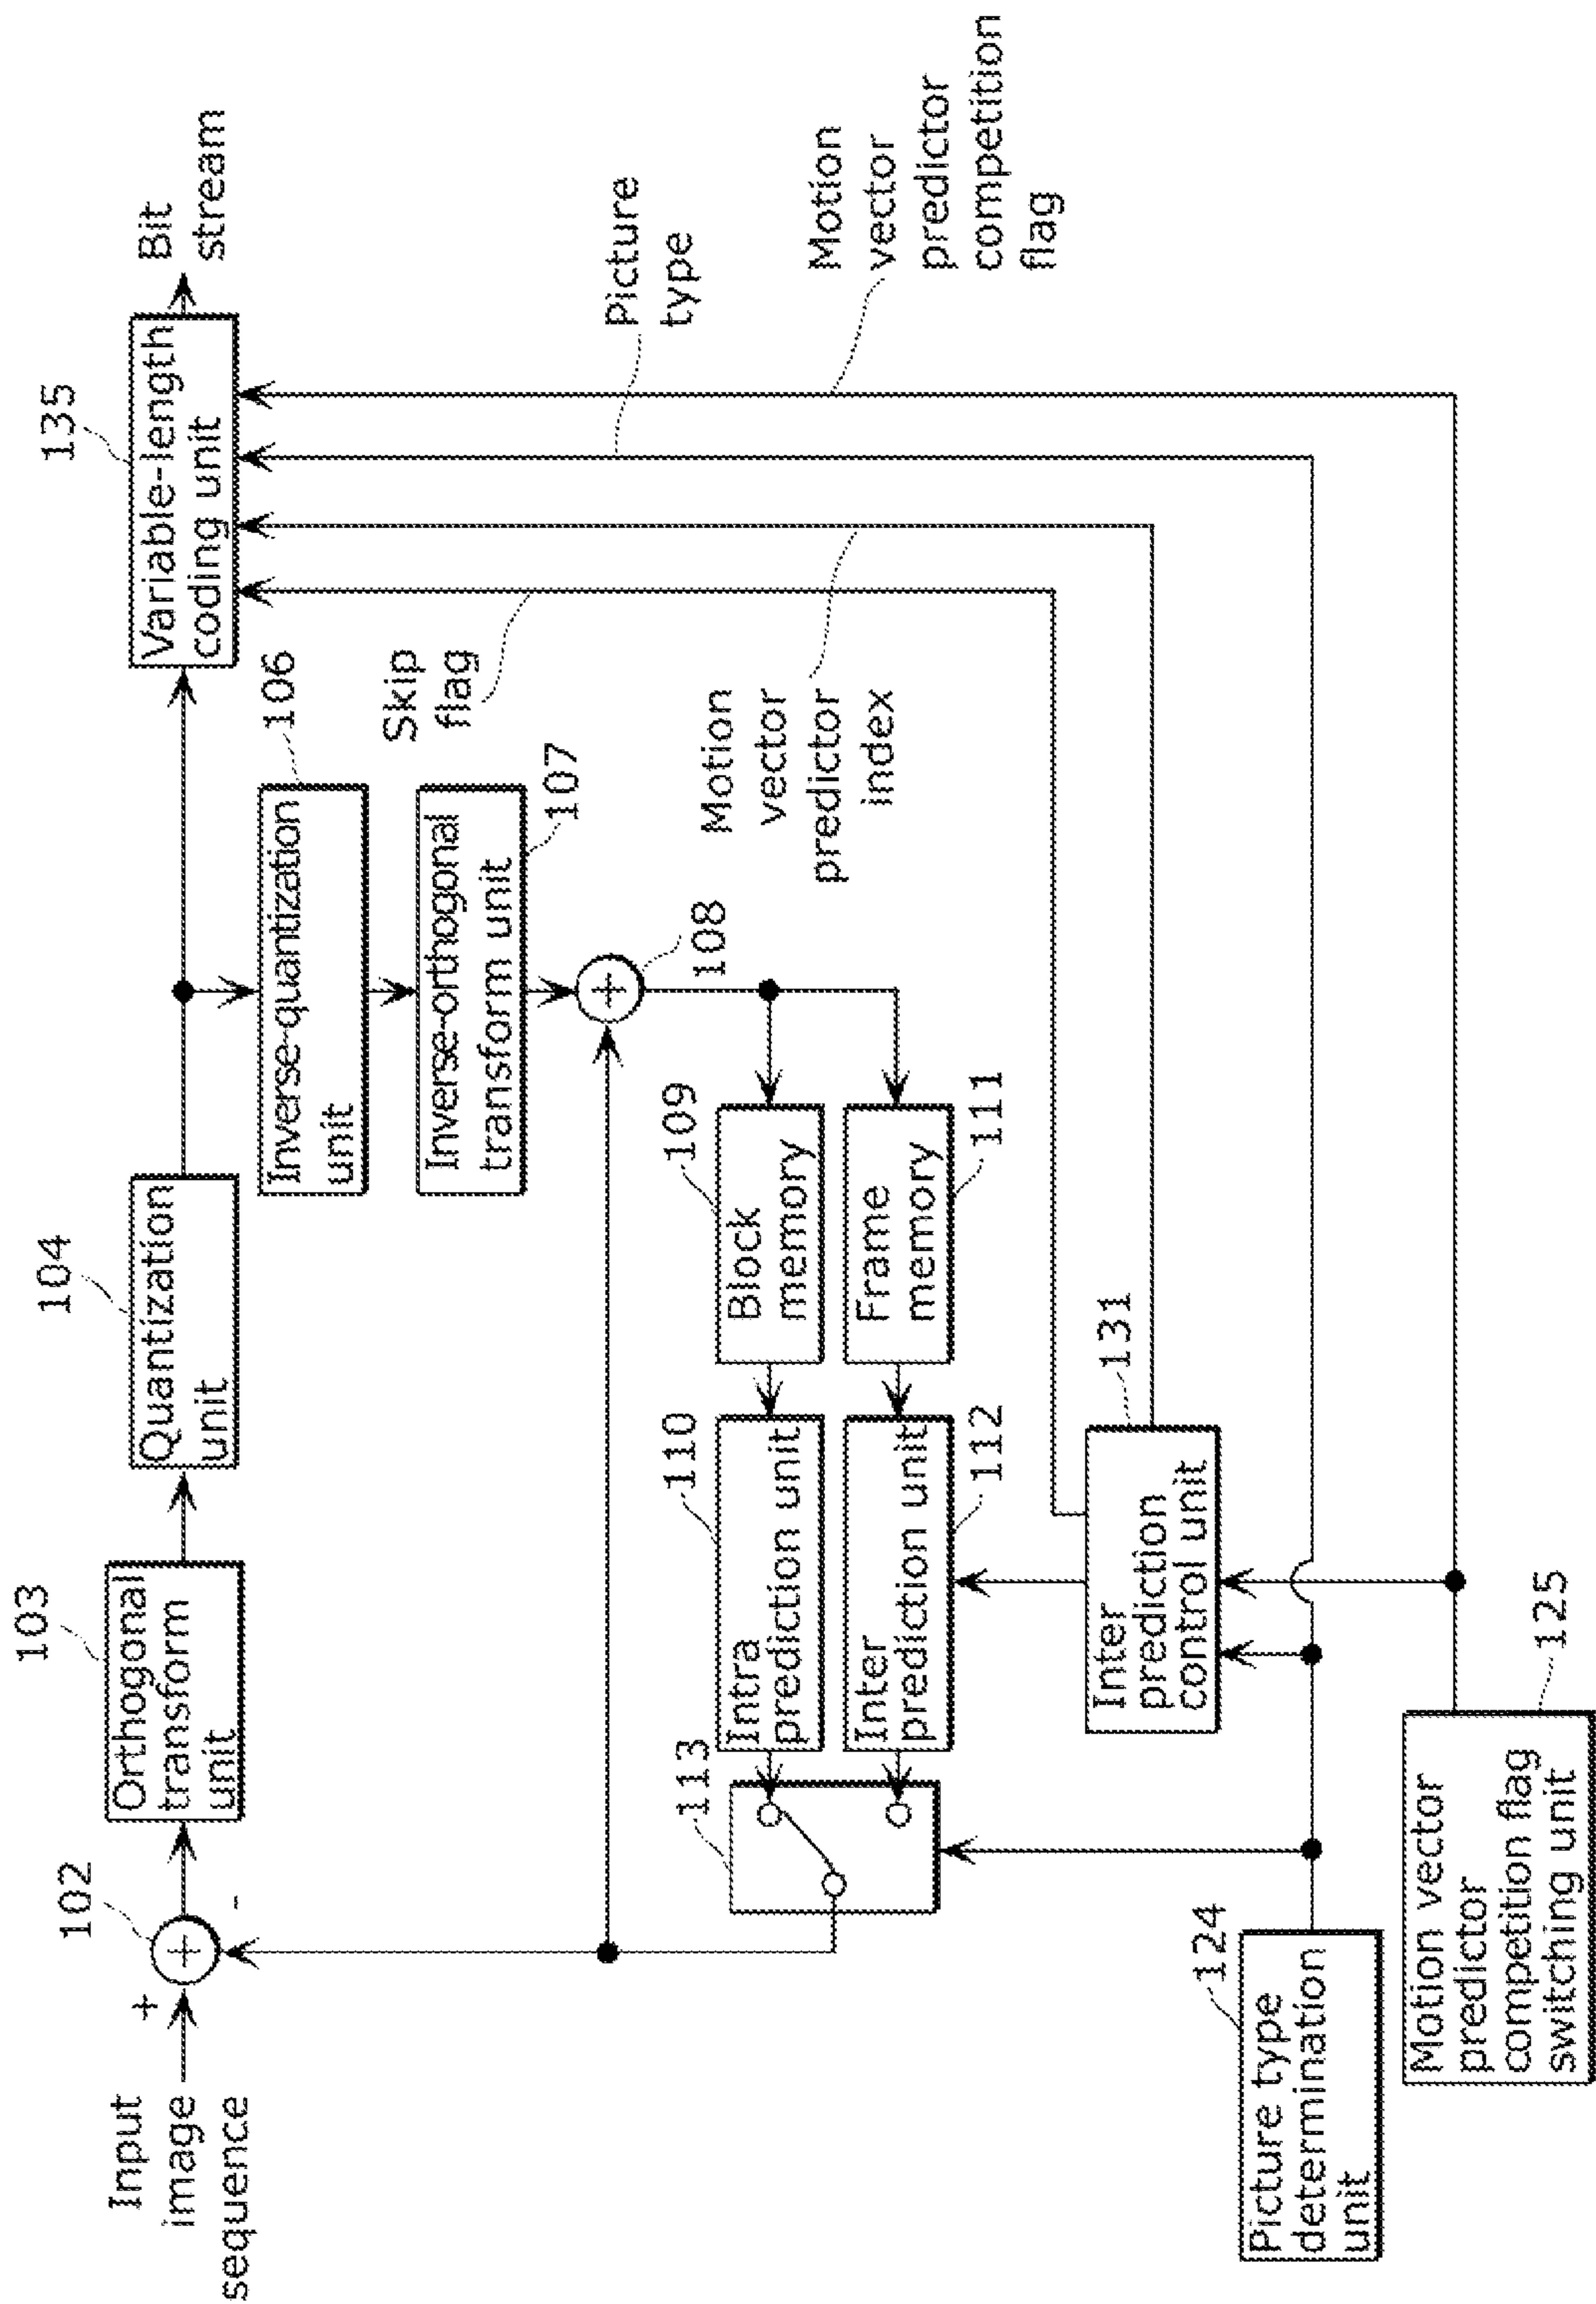 Input
image
sequence
+
-
102
+
103
Orthogonal
transform
unit
104
Quantization
unit
135
Variable-length
coding unit
Bit
stream
106
Inverse-quantization
unit
Inverse-orthogonal
transform unit
107
+
108
Skip
flag
Picture
type
Motion
vector
predictor
index
Motion
vector
predictor
competition
flag
109
Block
memory
Frame
memory
111
110
Intra
prediction unit
Inter
prediction unit
112
113
131
Inter
prediction
control unit
124
Picture type
determination
unit
Motion vector
predictor
competition flag
switching unit
125